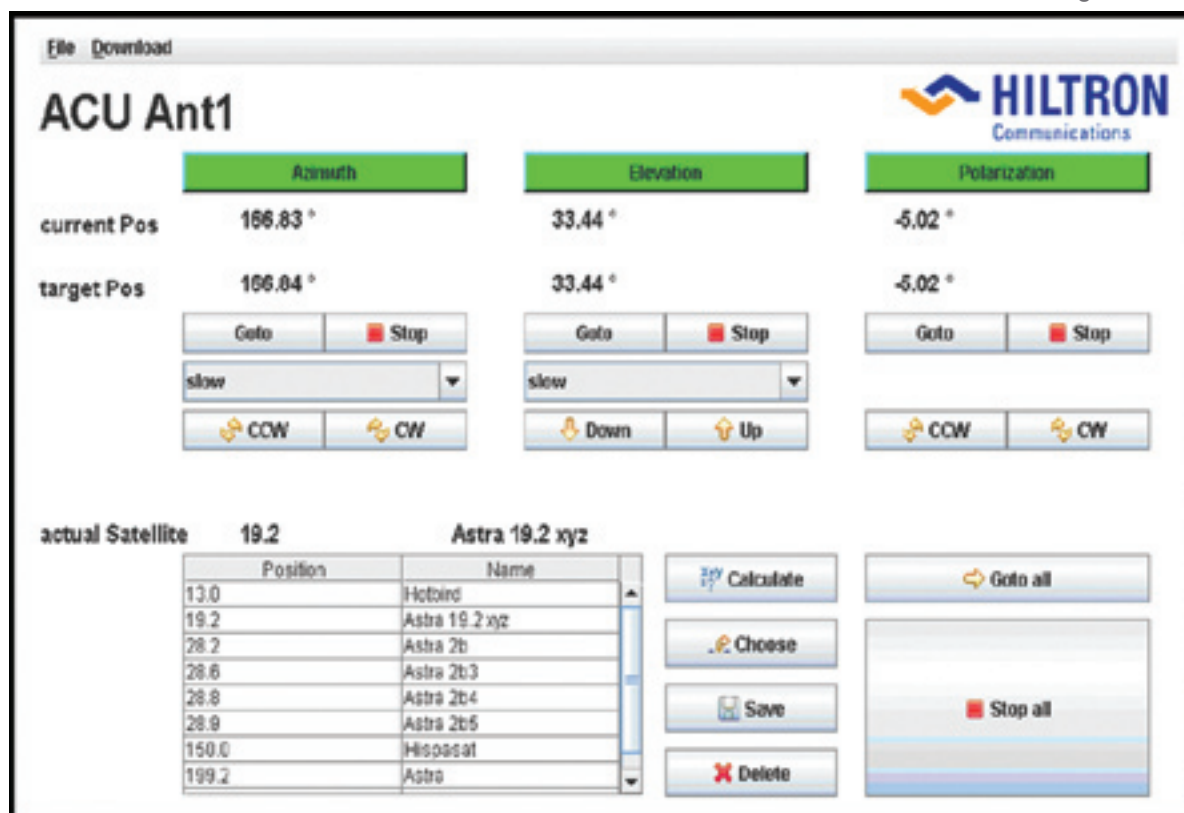 File Download
ACU Ant1
HILTRON
Communications
Azimuth Elevation Polarization
current Pos 166.83 ° 33.44 ° -5.02 °
target Pos 166.84 ° 33.44 ° -5.02 °
Goto Stop Goto Stop Goto Stop
slow slow
CCW CW Down Up CCW CW
actual Satellite 19.2 Astra 19.2 xyz
Position Name
13.0 Hotbird
19.2 Astra 19.2 xyz
28.2 Astra 2b
28.6 Astra 2b3
28.8 Astra 2b4
28.9 Astra 2b5
150.0 Hispasat
199.2 Astra
Calculate Goto all
Choose
Save Stop all
Delete